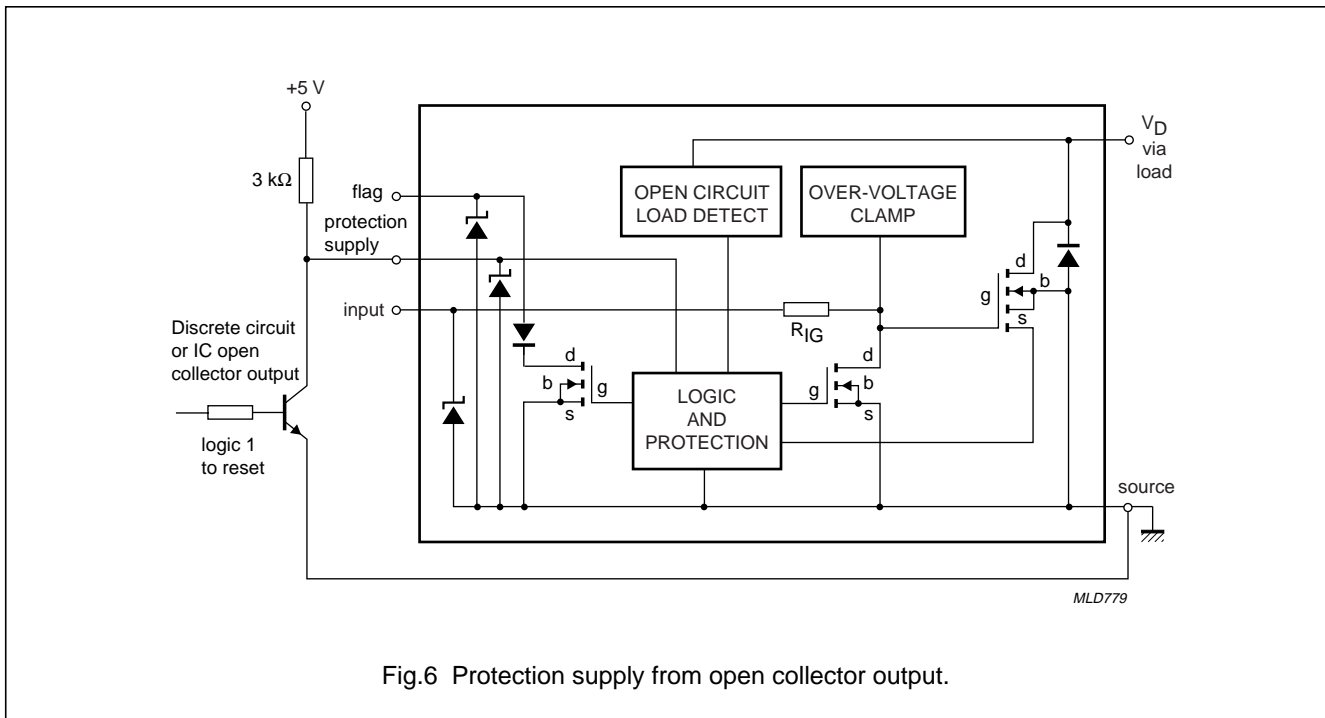 +5 V
3 kΩ
flag
protection
supply
input
Discrete circuit
or IC open
collector output
logic 1
to reset
OPEN CIRCUIT
LOAD DETECT
OVER-VOLTAGE
CLAMP
RIG
d
b
g
s
LOGIC
AND
PROTECTION
d
g
b
s
d
b
g
s
VD
via
load
source
MLD779
Fig.6 Protection supply from open collector output.